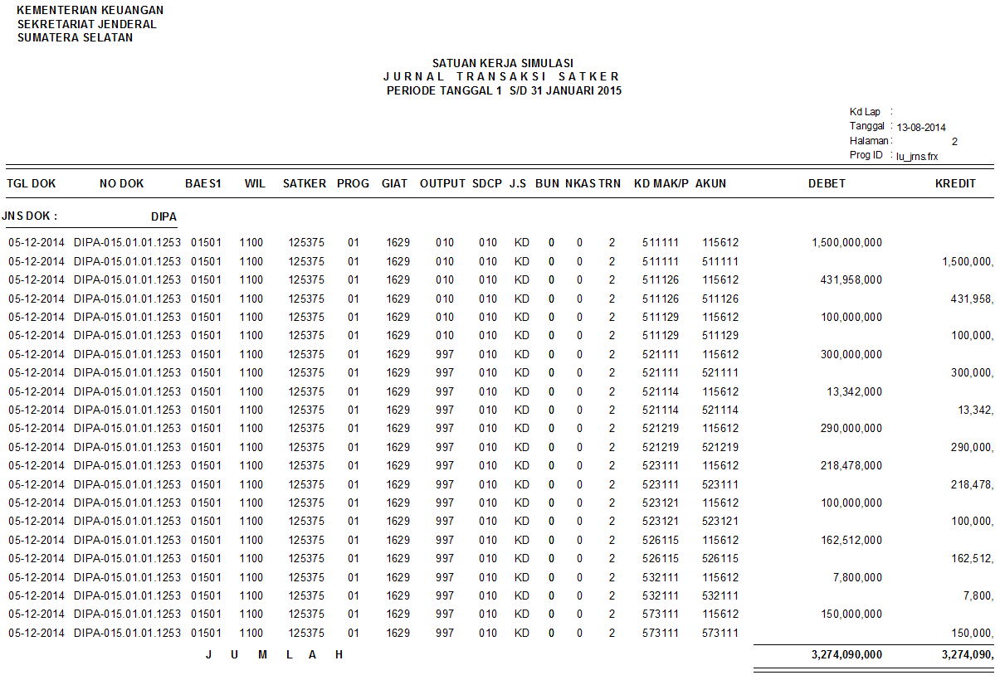 KEMENTERIAN KEUANGAN
SEKRETARIAT JENDERAL
SUMATERA SELATAN
SATUAN KERJA SIMULASI
J U R N A L T R A N S A K S I S A T K E R
PERIODE TANGGAL 1 S/D 31 JANUARI 2015
Kd Lap :
Tanggal : 13-08-2014
Halaman : 2
Prog ID : lu_jrns.frx
TGL DOK NO DOK BAES1 WIL SATKER PROG GIAT OUTPUT SDCP J.S BUN NKAS TRN KD MAK/P AKUN DEBET KREDIT
JNS DOK : DIPA
05-12-2014 DIPA-015.01.01.1253 01501 1100 125375 01 1629 010 010 KD 0 0 2 511111 115612 1,500,000,000
05-12-2014 DIPA-015.01.01.1253 01501 1100 125375 01 1629 010 010 KD 0 0 2 511111 511111 1,500,000,
05-12-2014 DIPA-015.01.01.1253 01501 1100 125375 01 1629 010 010 KD 0 0 2 511126 115612 431,958,000
05-12-2014 DIPA-015.01.01.1253 01501 1100 125375 01 1629 010 010 KD 0 0 2 511126 511126 431,958,
05-12-2014 DIPA-015.01.01.1253 01501 1100 125375 01 1629 010 010 KD 0 0 2 511129 115612 100,000,000
05-12-2014 DIPA-015.01.01.1253 01501 1100 125375 01 1629 010 010 KD 0 0 2 511129 511129 100,000,
05-12-2014 DIPA-015.01.01.1253 01501 1100 125375 01 1629 997 010 KD 0 0 2 521111 115612 300,000,000
05-12-2014 DIPA-015.01.01.1253 01501 1100 125375 01 1629 997 010 KD 0 0 2 521111 521111 300,000,
05-12-2014 DIPA-015.01.01.1253 01501 1100 125375 01 1629 997 010 KD 0 0 2 521114 115612 13,342,000
05-12-2014 DIPA-015.01.01.1253 01501 1100 125375 01 1629 997 010 KD 0 0 2 521114 521114 13,342,
05-12-2014 DIPA-015.01.01.1253 01501 1100 125375 01 1629 997 010 KD 0 0 2 521219 115612 290,000,000
05-12-2014 DIPA-015.01.01.1253 01501 1100 125375 01 1629 997 010 KD 0 0 2 521219 521219 290,000,
05-12-2014 DIPA-015.01.01.1253 01501 1100 125375 01 1629 997 010 KD 0 0 2 523111 115612 218,478,000
05-12-2014 DIPA-015.01.01.1253 01501 1100 125375 01 1629 997 010 KD 0 0 2 523111 523111 218,478,
05-12-2014 DIPA-015.01.01.1253 01501 1100 125375 01 1629 997 010 KD 0 0 2 523121 115612 100,000,000
05-12-2014 DIPA-015.01.01.1253 01501 1100 125375 01 1629 997 010 KD 0 0 2 523121 523121 100,000,
05-12-2014 DIPA-015.01.01.1253 01501 1100 125375 01 1629 997 010 KD 0 0 2 526115 115612 162,512,000
05-12-2014 DIPA-015.01.01.1253 01501 1100 125375 01 1629 997 010 KD 0 0 2 526115 526115 162,512,
05-12-2014 DIPA-015.01.01.1253 01501 1100 125375 01 1629 997 010 KD 0 0 2 532111 115612 7,800,000
05-12-2014 DIPA-015.01.01.1253 01501 1100 125375 01 1629 997 010 KD 0 0 2 532111 532111 7,800,
05-12-2014 DIPA-015.01.01.1253 01501 1100 125375 01 1629 997 010 KD 0 0 2 573111 115612 150,000,000
05-12-2014 DIPA-015.01.01.1253 01501 1100 125375 01 1629 997 010 KD 0 0 2 573111 573111 150,000,
J U M L A H 3,274,090,000 3,274,090,